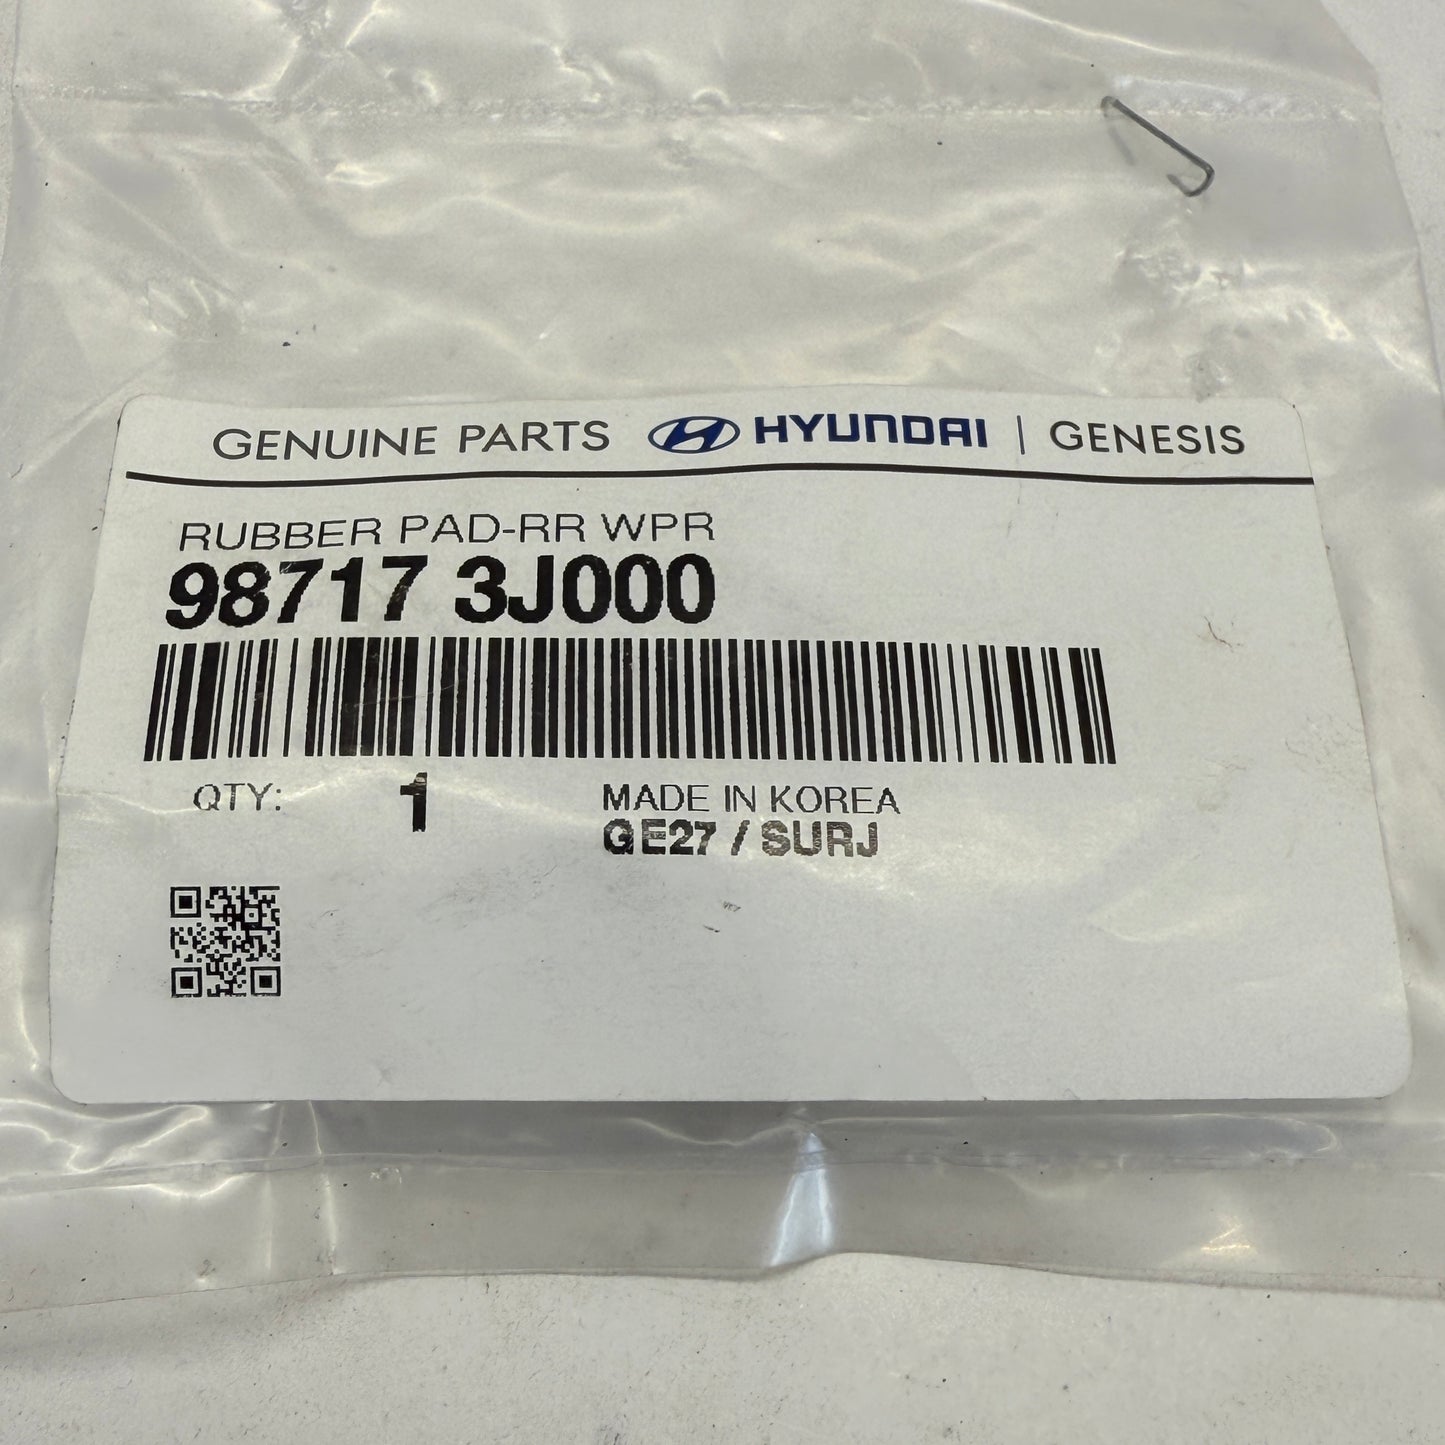 GENUINE PARTS HYUNDAI | GENESIS
RUBBER PAD-RR WPR
98717 3J000
QTY: 1 MADE IN KOREA
GE27 / SURJ